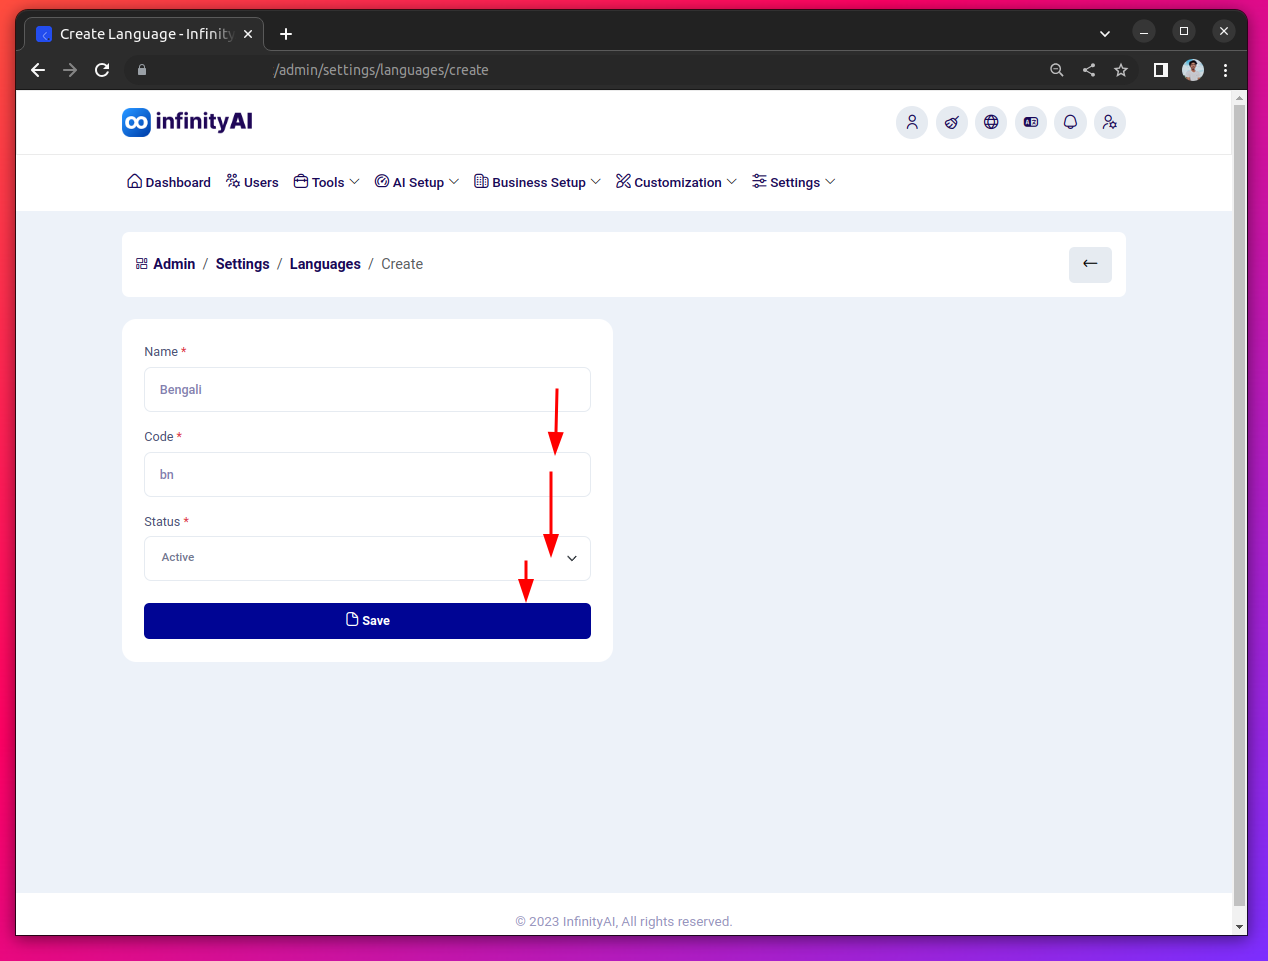 Create Language - Infinity
/admin/settings/languages/create
infinityAI
Dashboard Users Tools AI Setup Business Setup Customization Settings
Admin / Settings / Languages / Create
Name *
Bengali
Code *
bn
Status *
Active
Save
© 2023 InfinityAI, All rights reserved.